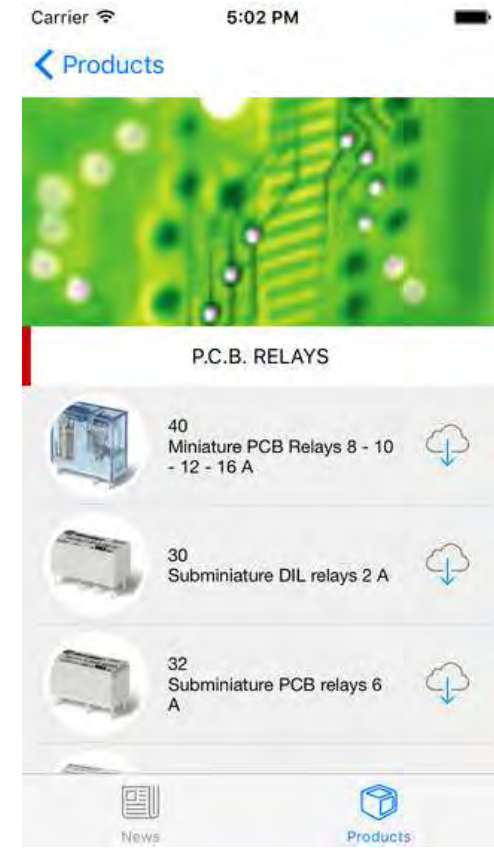 Carrier 5:02 PM
Products
P.C.B. RELAYS
40
Miniature PCB Relays 8 - 10
- 12 - 16 A
30
Subminiature DIL relays 2 A
32
Subminiature PCB relays 6
A
News Products